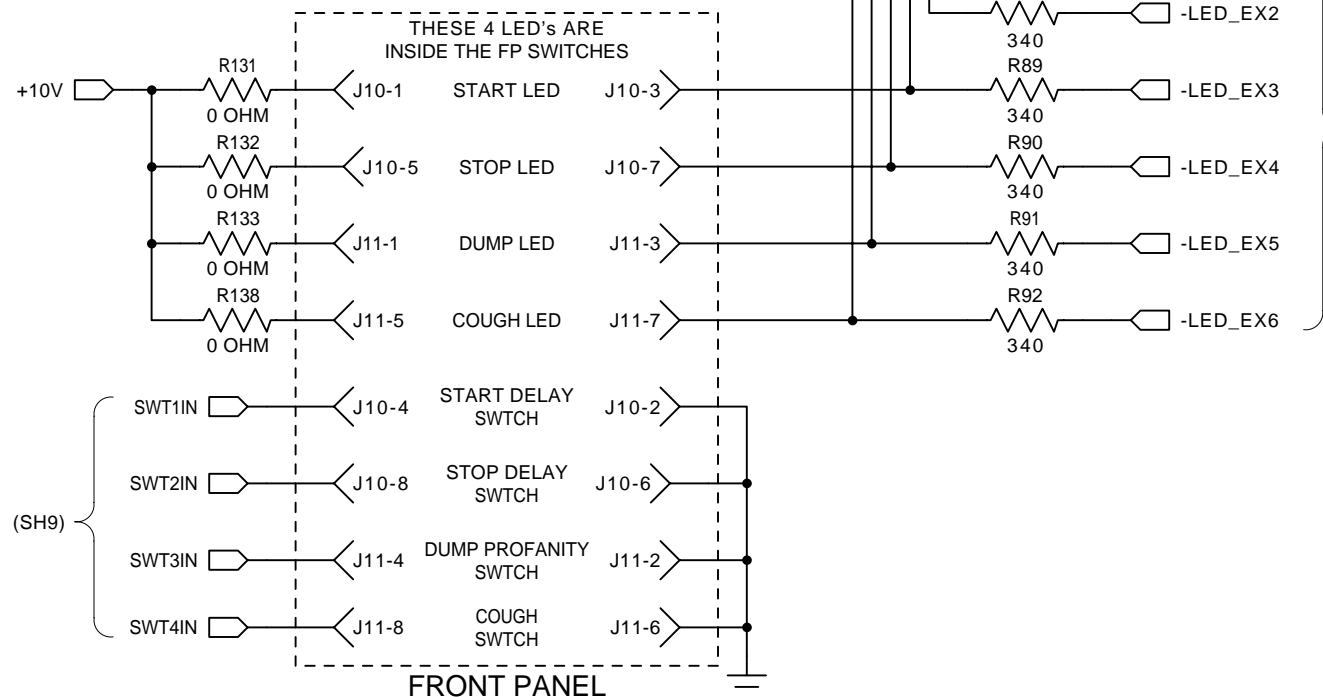 THESE 4 LED's ARE
INSIDE THE FP SWITCHES
-LED_EX2
340
+10V
R131
0 OHM
J10-1
START LED
J10-3
R89
340
-LED_EX3
R132
0 OHM
J10-5
STOP LED
J10-7
R90
340
-LED_EX4
R133
0 OHM
J11-1
DUMP LED
J11-3
R91
340
-LED_EX5
R138
0 OHM
J11-5
COUGH LED
J11-7
R92
340
-LED_EX6
(SH9)
SWT1IN
J10-4
START DELAY
SWTCH
J10-2
SWT2IN
J10-8
STOP DELAY
SWTCH
J10-6
SWT3IN
J11-4
DUMP PROFANITY
SWTCH
J11-2
SWT4IN
J11-8
COUGH
SWTCH
J11-6
FRONT PANEL